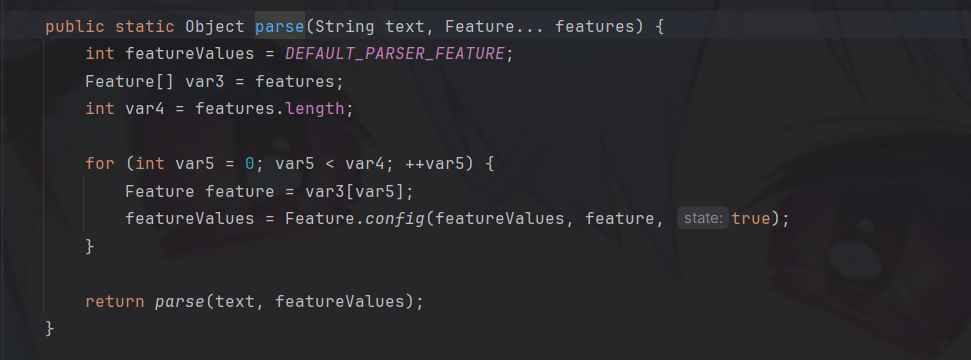 public static Object parse(String text, Feature... features) {
int featureValues = DEFAULT_PARSER_FEATURE;
Feature[] var3 = features;
int var4 = features.length;
for (int var5 = 0; var5 < var4; ++var5) {
Feature feature = var3[var5];
featureValues = Feature.config(featureValues, feature, state: true);
}
return parse(text, featureValues);
}